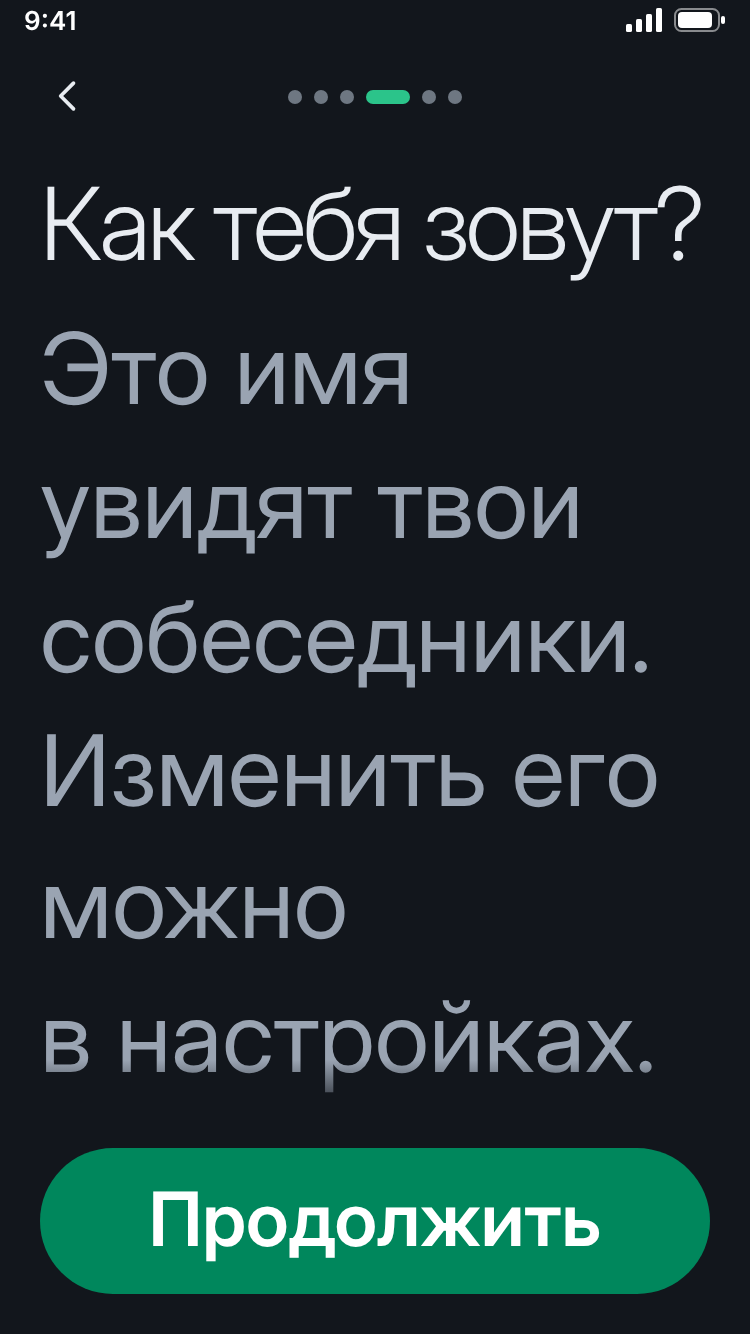 9:41
Как тебя зовут?
Это имя
увидят твои
собеседники.
Изменить его
можно
в настройках.
Продолжить